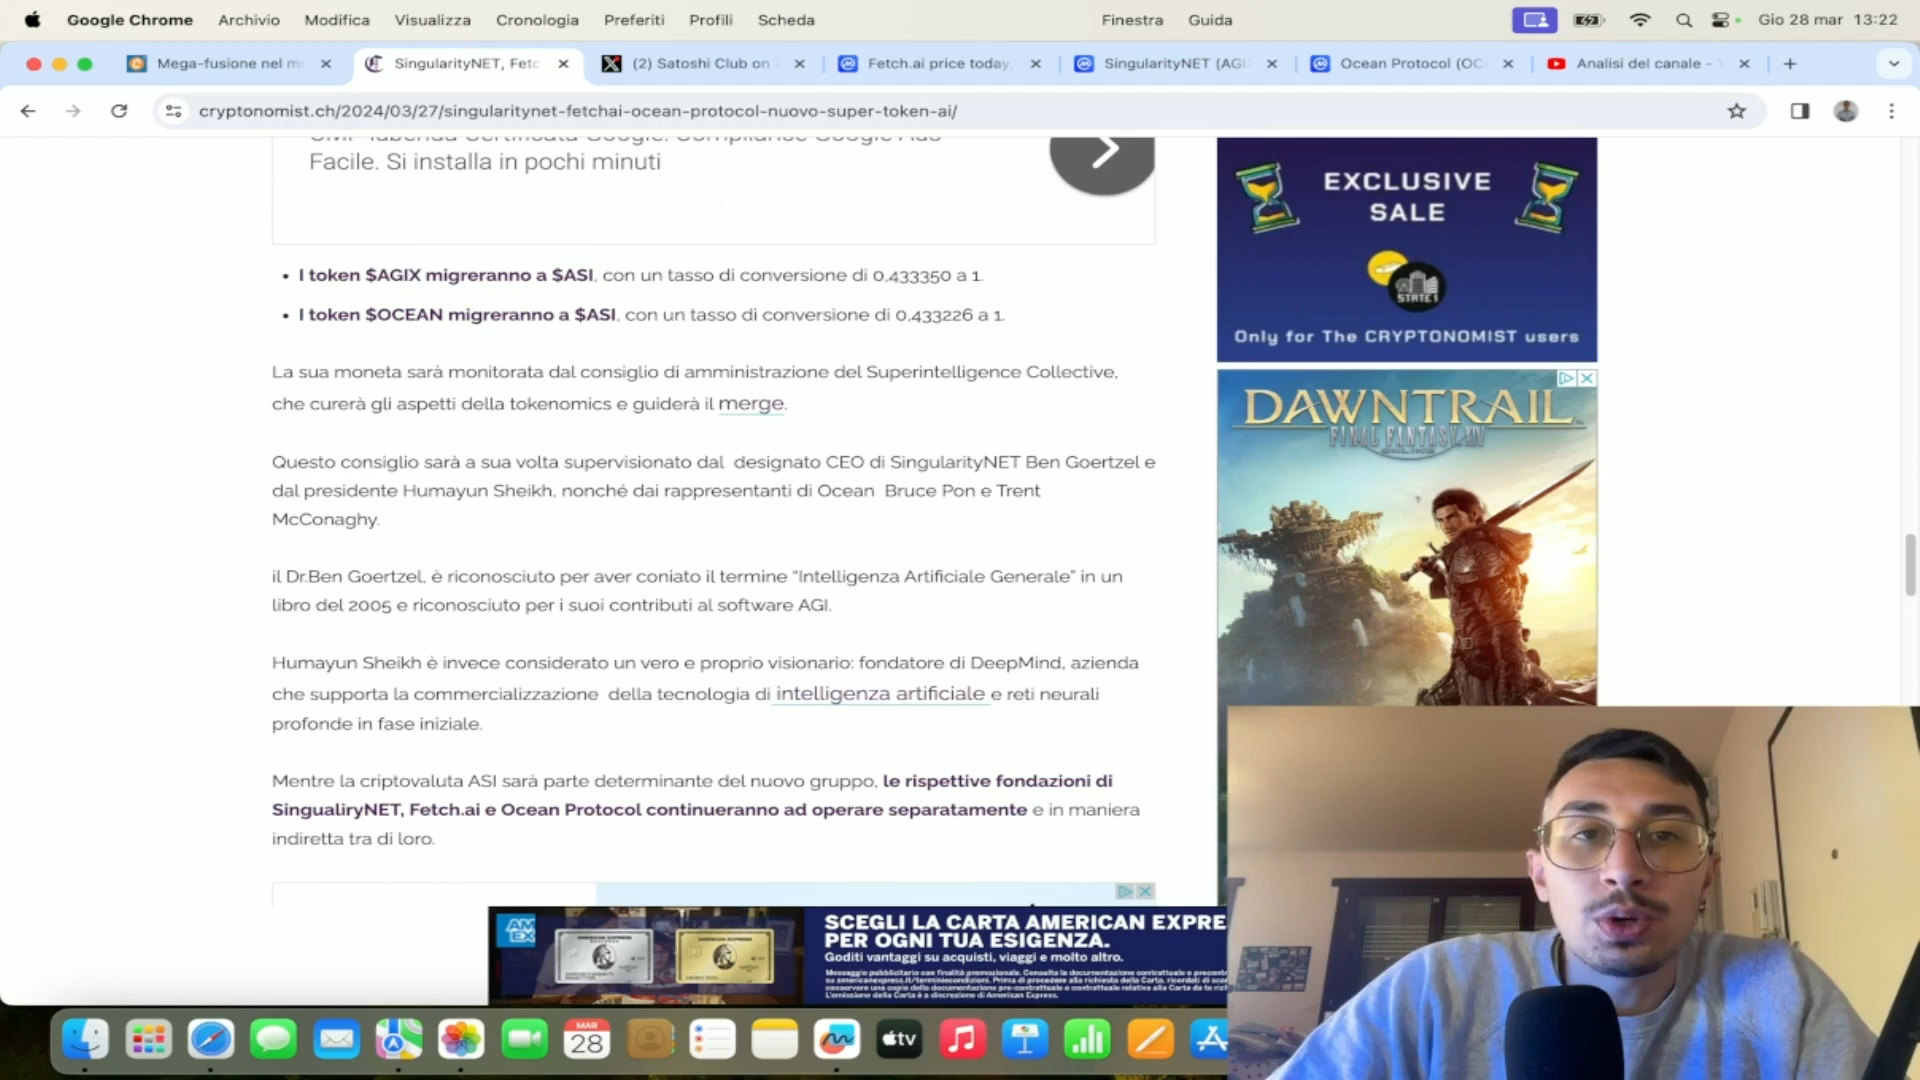 Google Chrome Archivio Modifica Visualizza Cronologia Preferiti Profili Scheda Finestra Guida Gio 28 mar 13:22
Mega-fusione nel m SingularityNET, Fetc (2) Satoshi Club on Fetch.ai price today, SingularityNET (AGI Ocean Protocol (OC Analisi del canale -
cryptonomist.ch/2024/03/27/singularitynet-fetchai-ocean-protocol-nuovo-super-token-ai/
Facile. Si installa in pochi minuti
• I token $AGIX migreranno a $ASI, con un tasso di conversione di 0,433350 a 1.
• I token $OCEAN migreranno a $ASI, con un tasso di conversione di 0,433226 a 1.
La sua moneta sarà monitorata dal consiglio di amministrazione del Superintelligence Collective,
che curerà gli aspetti della tokenomics e guiderà il merge.
Questo consiglio sarà a sua volta supervisionato dal designato CEO di SingularityNET Ben Goertzel e
dal presidente Humayun Sheikh, nonché dai rappresentanti di Ocean Bruce Pon e Trent
McConaghy.
il Dr.Ben Goertzel, è riconosciuto per aver coniato il termine “Intelligenza Artificiale Generale” in un
libro del 2005 e riconosciuto per i suoi contributi al software AGI.
Humayun Sheikh è invece considerato un vero e proprio visionario: fondatore di DeepMind, azienda
che supporta la commercializzazione della tecnologia di intelligenza artificiale e reti neurali
profonde in fase iniziale.
Mentre la criptovaluta ASI sarà parte determinante del nuovo gruppo, le rispettive fondazioni di
SingualiryNET, Fetch.ai e Ocean Protocol continueranno ad operare separatamente e in maniera
indiretta tra di loro.
EXCLUSIVE
SALE
STATE1
Only for The CRYPTONOMIST users
DAWNTRAIL
FINAL FANTASY XIV
AM
EX
SCEGLI LA CARTA AMERICAN EXPRE
PER OGNI TUA ESIGENZA.
Goditi vantaggi su acquisti, viaggi e molto altro.
MAR
28
tv